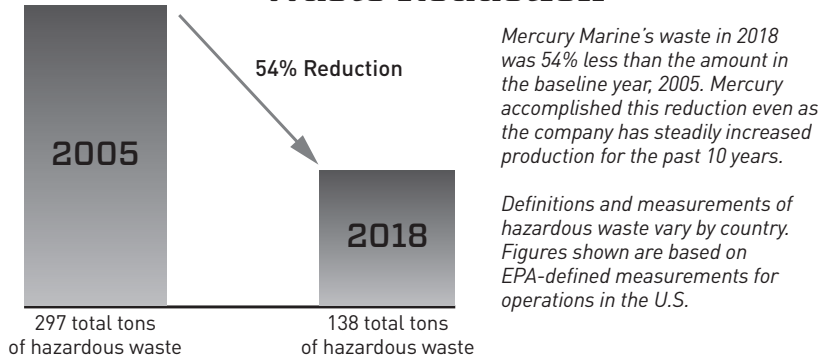 2005
54% Reduction
2018
297 total tons
of hazardous waste
138 total tons
of hazardous waste
Mercury Marine's waste in 2018
was 54% less than the amount in
the baseline year, 2005. Mercury
accomplished this reduction even as
the company has steadily increased
production for the past 10 years.
Definitions and measurements of
hazardous waste vary by country.
Figures shown are based on
EPA-defined measurements for
operations in the U.S.